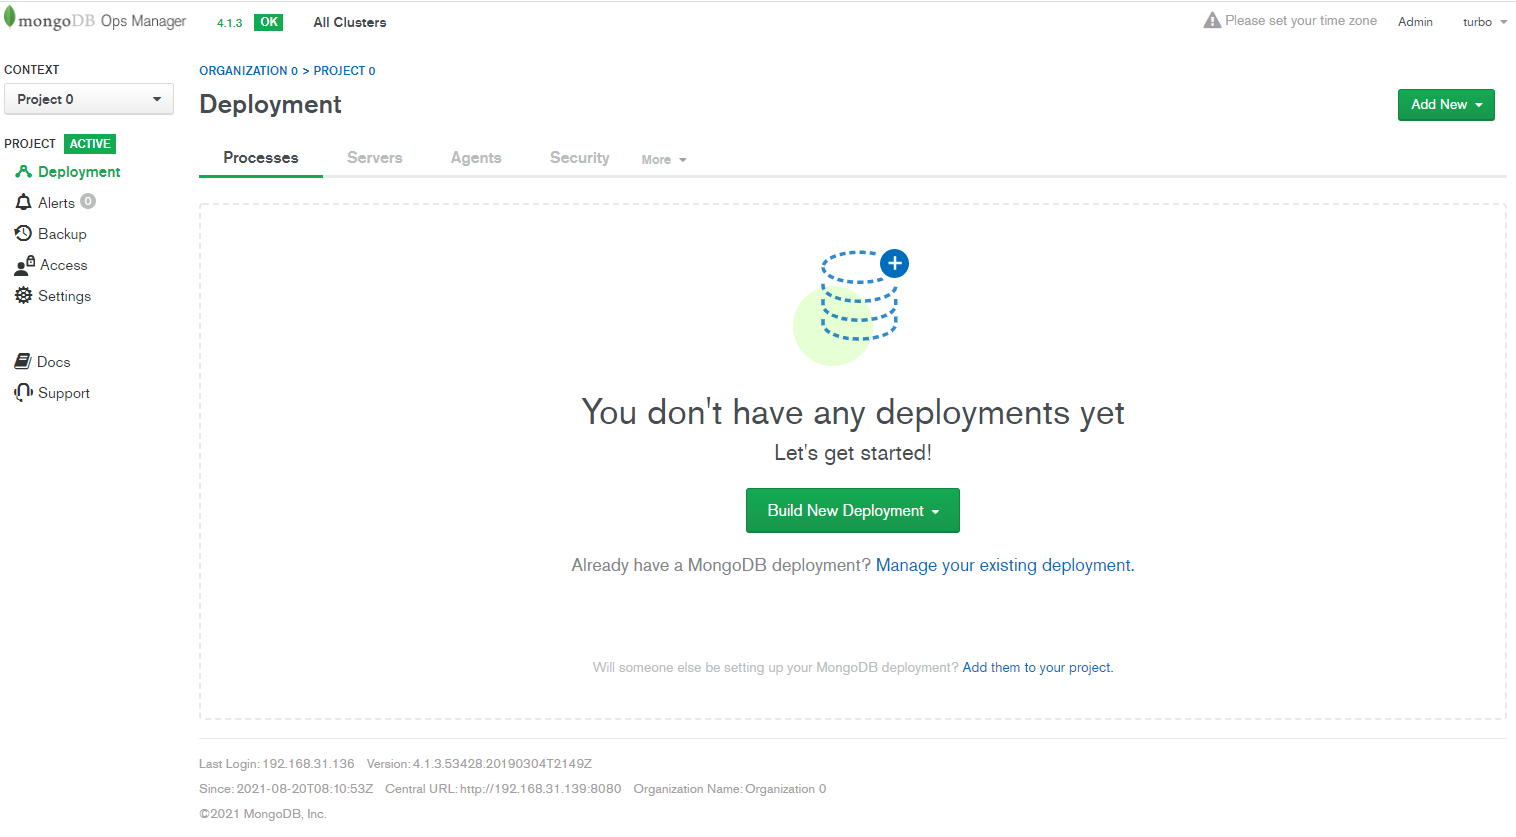 mongoDB Ops Manager 4.1.3 OK All Clusters Please set your time zone Admin turbo
CONTEXT
Project 0
PROJECT ACTIVE
Deployment
Alerts 0
Backup
Access
Settings
Docs
Support
ORGANIZATION 0 > PROJECT 0
Deployment
Add New
Processes Servers Agents Security More
You don't have any deployments yet
Let's get started!
Build New Deployment
Already have a MongoDB deployment? Manage your existing deployment.
Will someone else be setting up your MongoDB deployment? Add them to your project.
Last Login: 192.168.31.136 Version: 4.1.3.53428.20190304T2149Z
Since: 2021-08-20T08:10:53Z Central URL: http://192.168.31.139:8080 Organization Name: Organization 0
©2021 MongoDB, Inc.